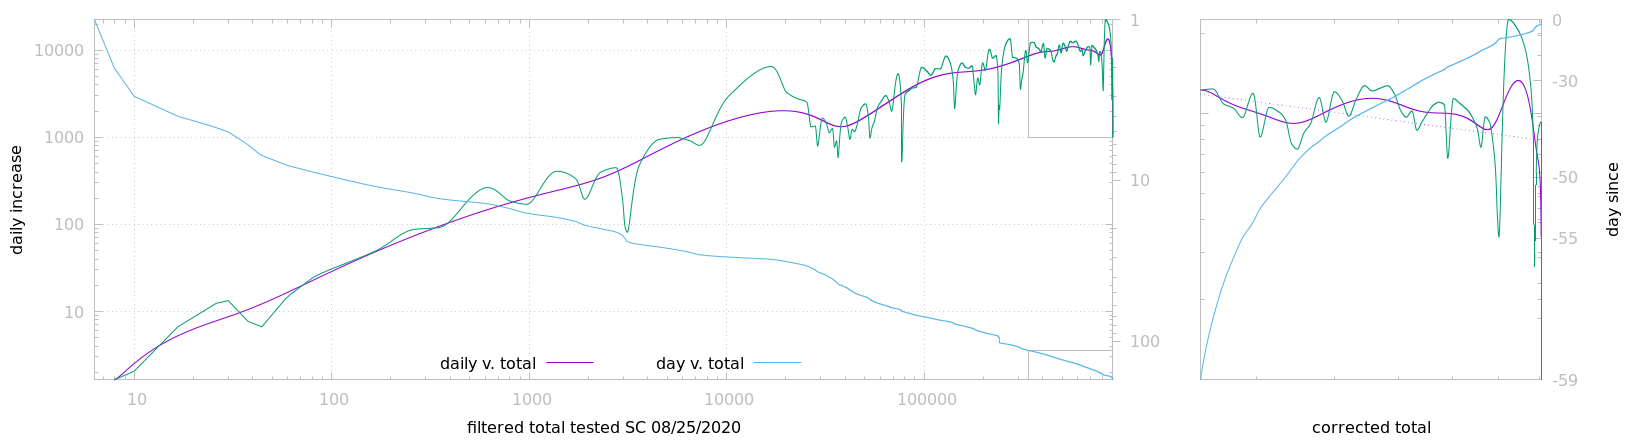 daily increase
10000
1000
100
10
1
10
100
daily v. total
day v. total
10
100
1000
10000
100000
filtered total tested SC 08/25/2020
0
-30
-50
-55
-59
day since
corrected total